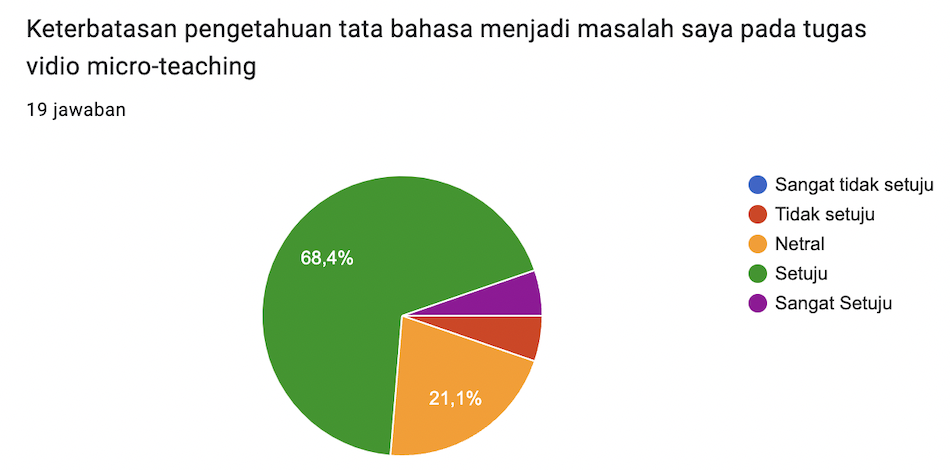 Keterbatasan pengetahuan tata bahasa menjadi masalah saya pada tugas
vidio micro-teaching
19 jawaban
68,4%
21,1%
Sangat tidak setuju
Tidak setuju
Netral
Setuju
Sangat Setuju